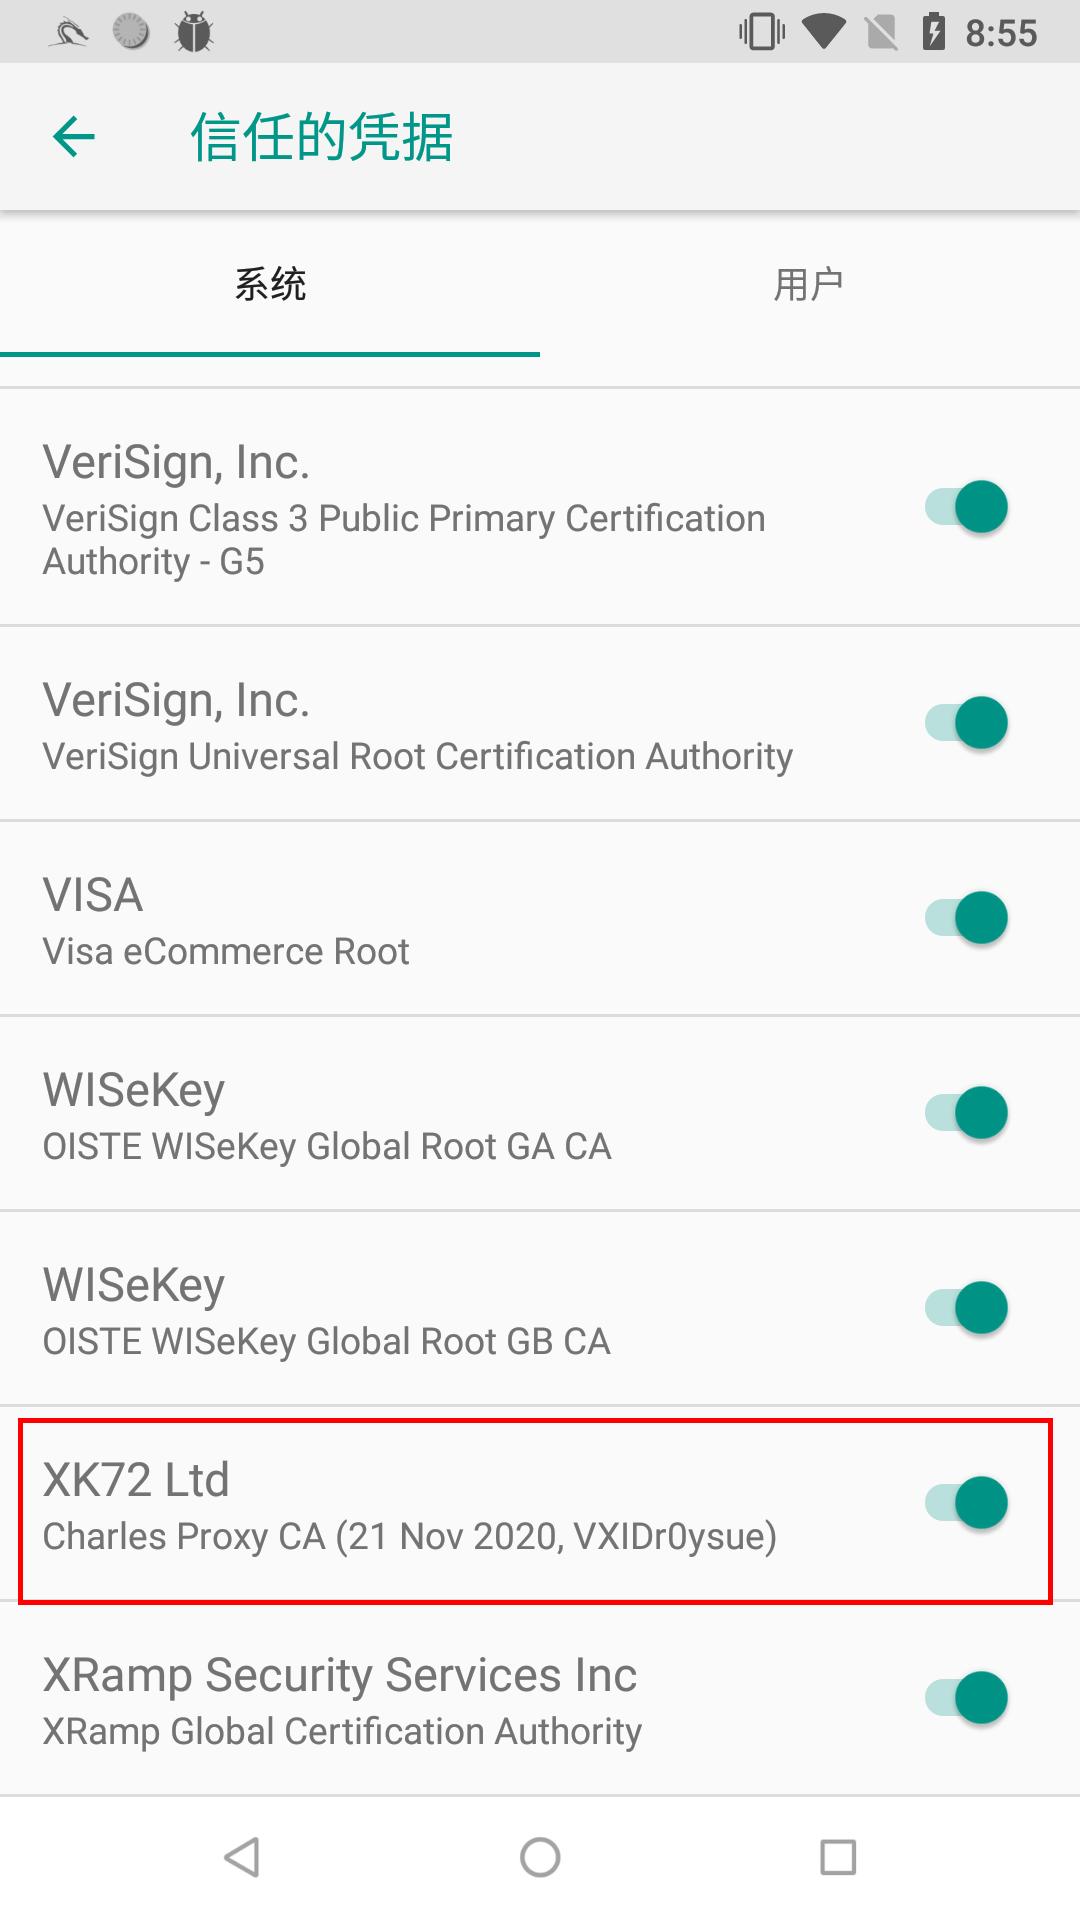 8:55
信任的凭据
系统
用户
VeriSign, Inc.
VeriSign Class 3 Public Primary Certification
Authority - G5
VeriSign, Inc.
VeriSign Universal Root Certification Authority
VISA
Visa eCommerce Root
WISeKey
OISTE WISeKey Global Root GA CA
WISeKey
OISTE WISeKey Global Root GB CA
XK72 Ltd
Charles Proxy CA (21 Nov 2020, VXIDr0ysue)
XRamp Security Services Inc
XRamp Global Certification Authority